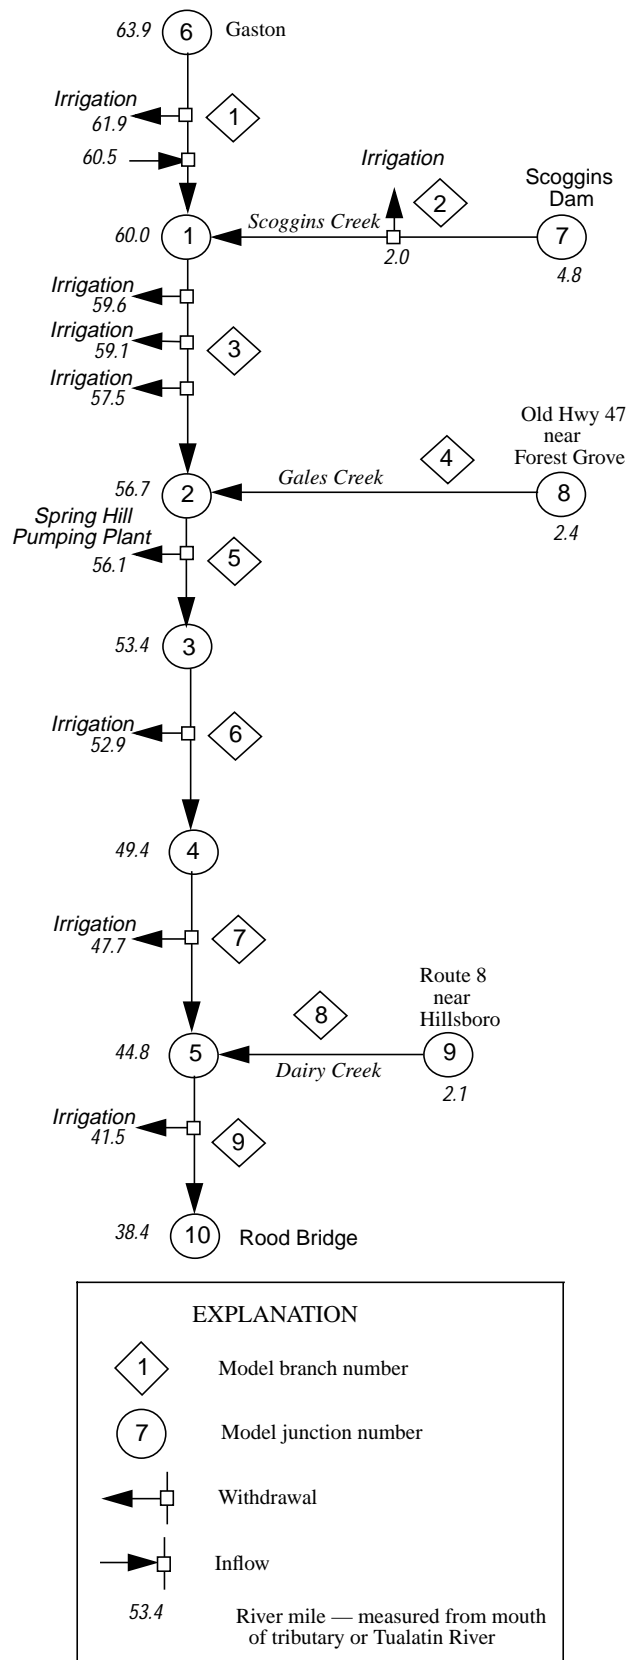 63.9 6 Gaston
Irrigation
61.9
1
60.5
Irrigation
2
Scoggins
Dam
60.0 1 Scoggins Creek 7
2.0
4.8
Irrigation
59.6
Irrigation
59.1
3
Irrigation
57.5
Old Hwy 47
near
Forest Grove
4
56.7 2 Gales Creek 8
2.4
Spring Hill
Pumping Plant
56.1
5
53.4 3
Irrigation
52.9
6
49.4 4
Irrigation
47.7
7
Route 8
near
Hillsboro
8
44.8 5 Dairy Creek 9
2.1
Irrigation
41.5
9
38.4 10 Rood Bridge
EXPLANATION
1 Model branch number
7 Model junction number
Withdrawal
Inflow
53.4 River mile — measured from mouth
of tributary or Tualatin River